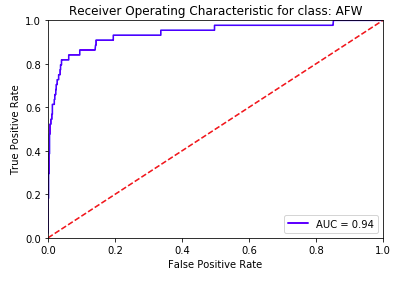 Receiver Operating Characteristic for class: AFW
True Positive Rate
1.0
0.8
0.6
0.4
0.2
0.0
AUC = 0.94
0.0 0.2 0.4 0.6 0.8 1.0
False Positive Rate